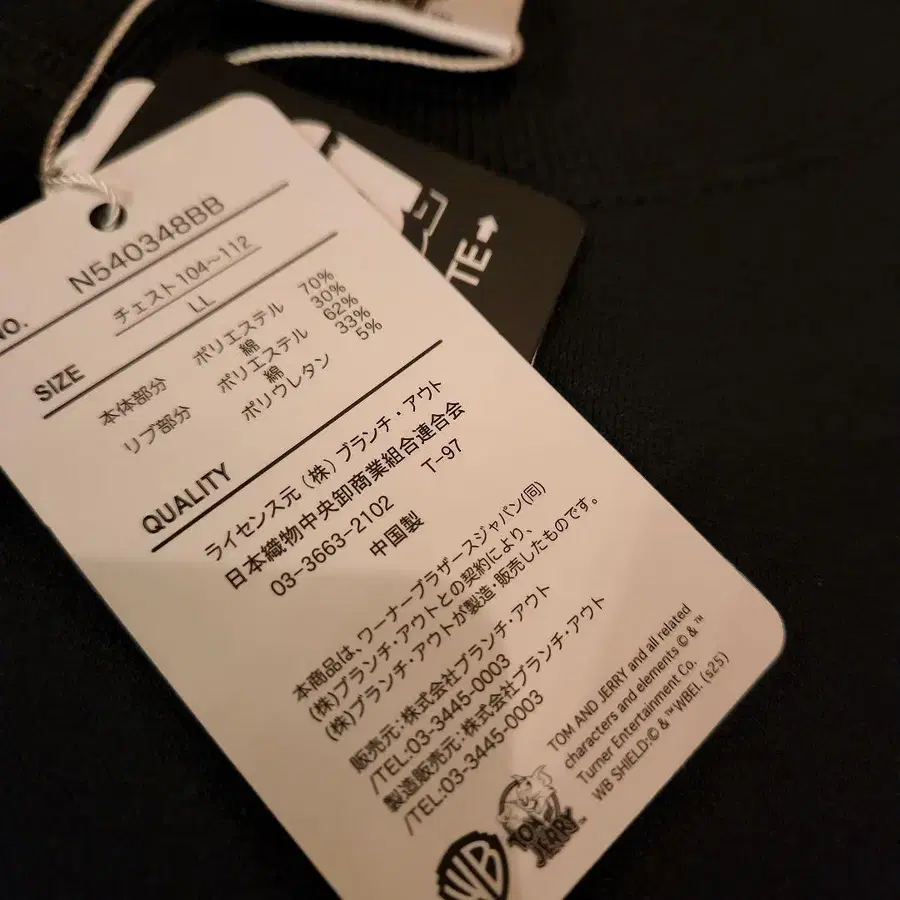 NO. N540348BB
チェスト104~112
SIZE LL
本体部分 ポリエステル 70%
綿 30%
リブ部分 ポリエステル 62%
綿 33%
ポリウレタン 5%
QUALITY
ライセンス元 (株) ブランチ・アウト
日本織物中央卸商業組合連合会
03-3663-2102 T-97
中国製
本商品は、ワーナーブラザースジャパン(同)
(株)ブランチ・アウトとの契約により、
(株)ブランチ・アウトが製造・販売したものです。
販売元:株式会社ブランチ・アウト
/TEL:03-3445-0003
製造販売元:株式会社ブランチ・アウト
/TEL:03-3445-0003
TOM AND JERRY and all related
characters and elements © & ™
Turner Entertainment Co.
WB SHIELD:© & ™WBEI. (s25)
WB
TOM AND JERRY™